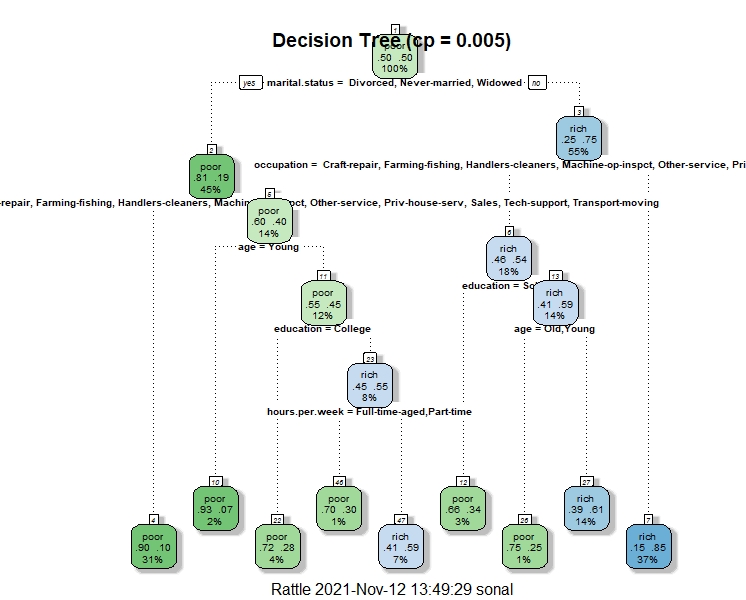 Decision Tree (cp = 0.005)
1
poor
.50 .50
100%
yes marital.status = Divorced, Never-married, Widowed no
3
rich
.25 .75
55%
2
poor
.81 .19
45%
occupation = Craft-repair, Farming-fishing, Handlers-cleaners, Machine-op-inspct, Other-service, Pri
-repair, Farming-fishing, Handlers-cleaners, Machin pct, Other-service, Priv-house-serv, Sales, Tech-support, Transport-moving
5
poor
.60 .40
14%
age = Young
6
rich
.46 .54
18%
education = Sc
11
poor
.55 .45
12%
education = College
13
rich
.41 .59
14%
age = Old,Young
23
rich
.45 .55
8%
hours.per.week = Full-time-aged,Part-time
4
poor
.90 .10
31%
10
poor
.93 .07
2%
22
poor
.72 .28
4%
46
poor
.70 .30
1%
47
rich
.41 .59
7%
12
poor
.66 .34
3%
26
poor
.75 .25
1%
27
rich
.39 .61
14%
7
rich
.15 .85
37%
Rattle 2021-Nov-12 13:49:29 sonal